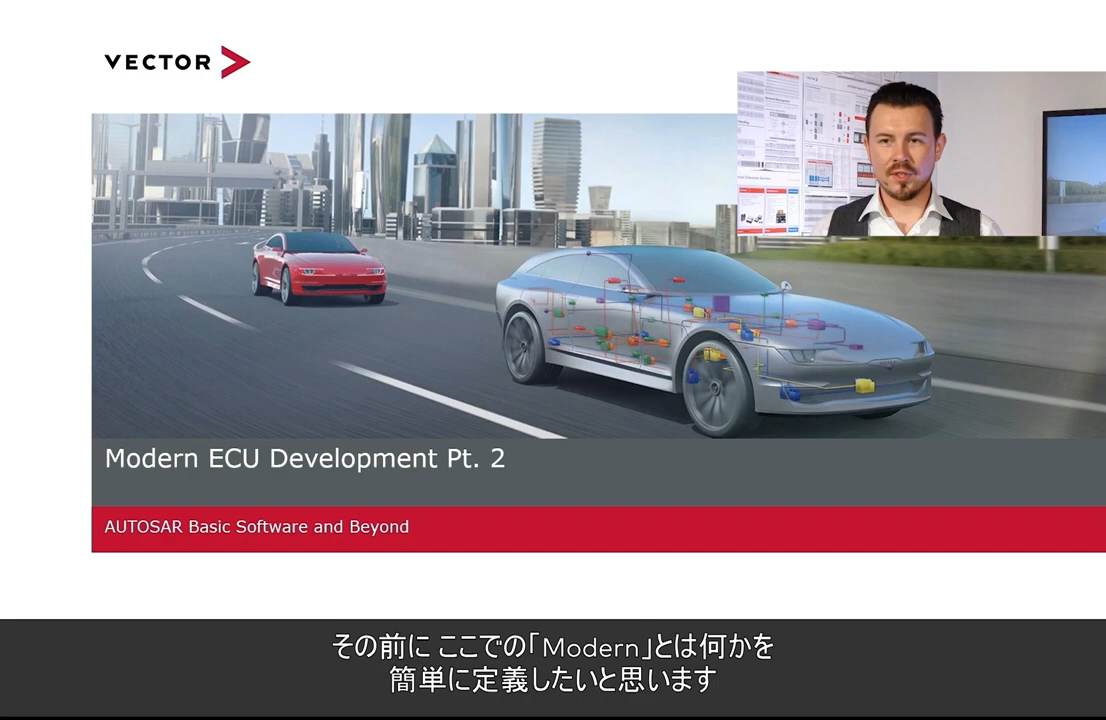 VECTOR
Modern ECU Development Pt. 2
AUTOSAR Basic Software and Beyond
その前に ここでの「Modern」とは何かを
簡単に定義したいと思います